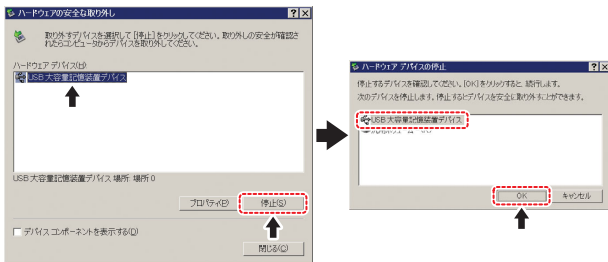 ハードウェアの安全な取り外し
取り外すデバイスを選択して [停止] をクリックしてください。取り外しの安全が確認さ
れたらコンピュータからデバイスを取り外してください。
ハードウェア デバイス(H)
USB 大容量記憶装置デバイス
USB 大容量記憶装置デバイス 場所: 場所 0
プロパティ(P)
停止(S)
デバイス コンポーネントを表示する(D)
閉じる(C)
ハードウェア デバイスの停止
停止するデバイスを確認してください。[OK] をクリックすると、続行します。
次のデバイスを停止します。停止するとデバイスを安全に取り外すことができます。
USB 大容量記憶装置デバイス
OK
キャンセル